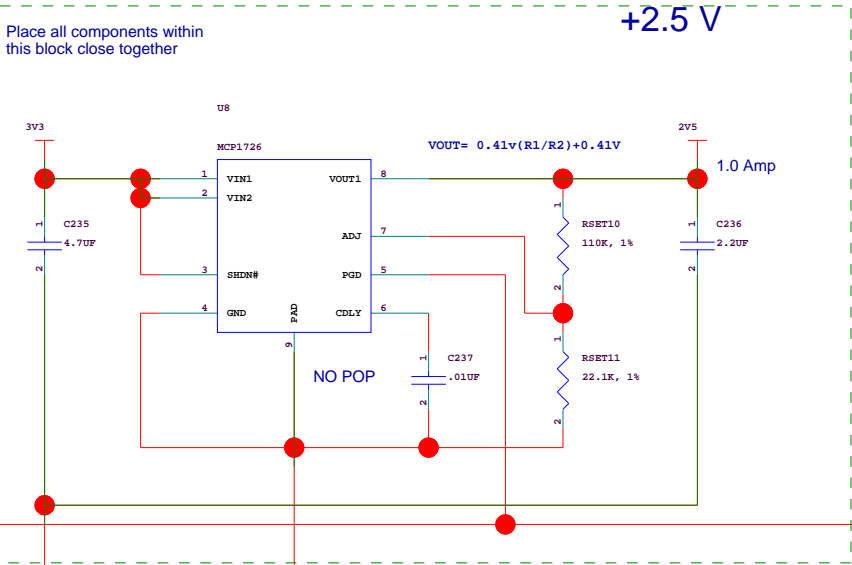 +2.5 V
Place all components within
this block close together
U8
3V3
MCP1726
VOUT= 0.41v(R1/R2)+0.41V
2V5
1.0 Amp
1
VIN1
VOUT1
8
2
VIN2
1
C235
4.7UF
2
ADJ
7
1
RSET10
110K, 1%
2
1
C236
2.2UF
2
3
SHDN#
PGD
5
4
GND
PAD
CDLY
6
9
NO POP
1
C237
.01UF
2
1
RSET11
22.1K, 1%
2